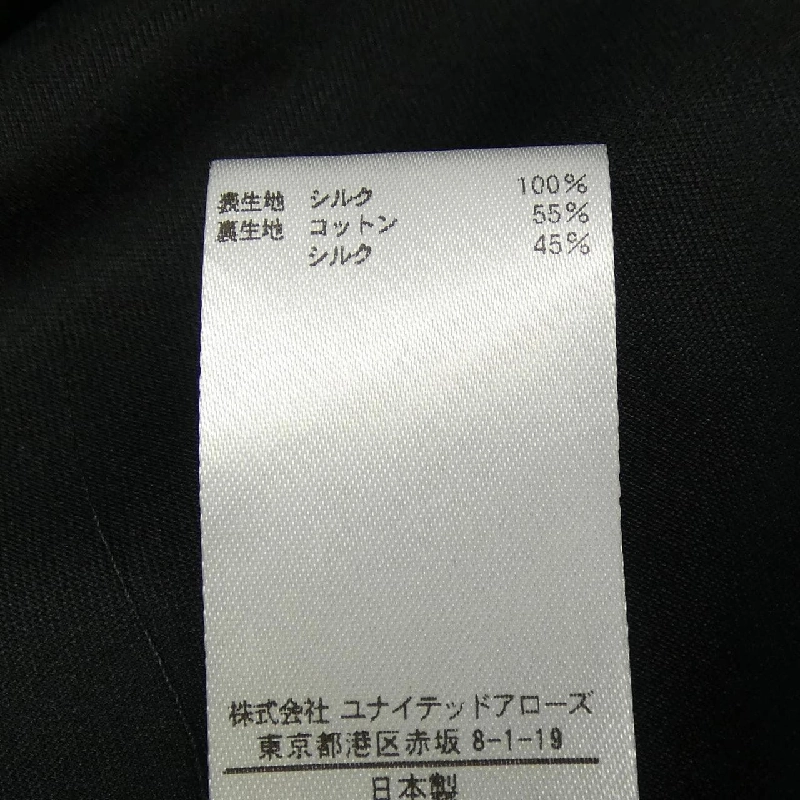 表生地 シルク 100%
裏生地 コットン 55%
シルク 45%
株式会社 ユナイテッドアローズ
東京都港区赤坂 8-1-19
日本製